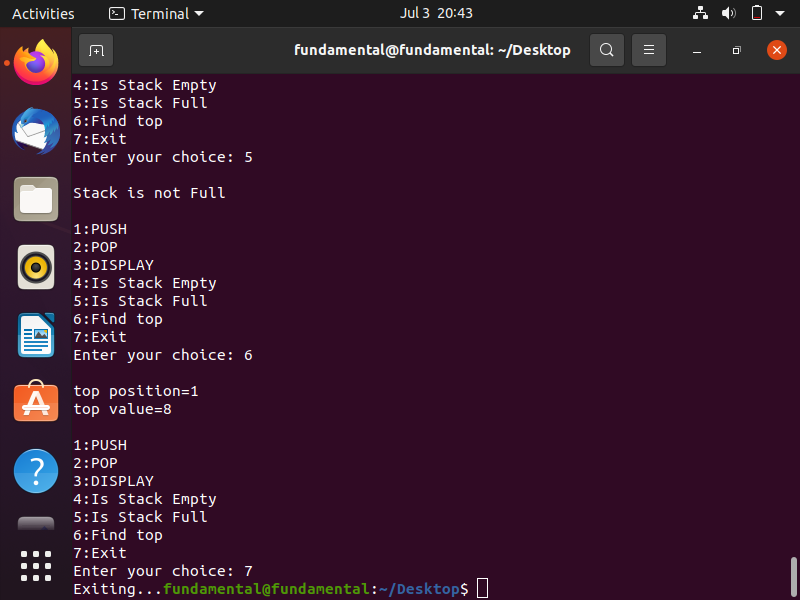 Activities Terminal Jul 3 20:43
fundamental@fundamental: ~/Desktop
4:Is Stack Empty
5:Is Stack Full
6:Find top
7:Exit
Enter your choice: 5
Stack is not Full
1:PUSH
2:POP
3:DISPLAY
4:Is Stack Empty
5:Is Stack Full
6:Find top
7:Exit
Enter your choice: 6
top position=1
top value=8
1:PUSH
2:POP
3:DISPLAY
4:Is Stack Empty
5:Is Stack Full
6:Find top
7:Exit
Enter your choice: 7
Exiting...fundamental@fundamental:~/Desktop$